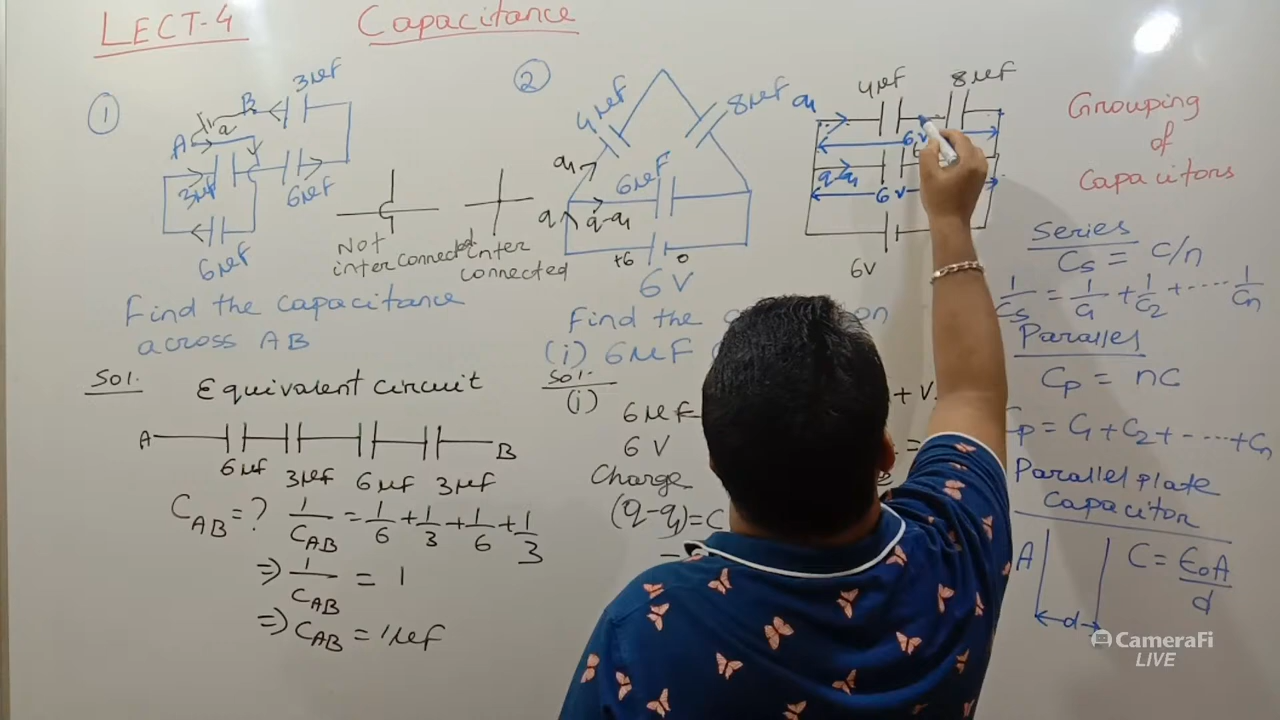 LECT-4
Capacitance
①
3μF
A
B
a
3μF
6μF
6μF
Not
interconnected
inter
connected
Find the capacitance
across AB
Sol.
Equivalent circuit
A
B
6μF 3μF 6μF 3μF
C_AB = ? 1/C_AB = 1/6 + 1/3 + 1/6 + 1/3
⇒ 1/C_AB = 1
⇒ C_AB = 1μF
②
4μF
8μF
6μF
q1
q
q-q1
+6
0
6V
4μF
8μF
q1
6V
q-q1
6V
6V
Find the
on
(i) 6μF
Sol.
(i)
6μF
6 V
Charge
(q-q1) = C
=
+ V
=
Grouping
of
Capacitors
Series
Cs = C/n
1/Cs = 1/C1 + 1/C2 + ---- 1/Cn
Parallel
Cp = nC
Cp = C1 + C2 + ---- + Cn
Parallel plate
Capacitor
A
d
C = ε0A/d
CameraFi
LIVE